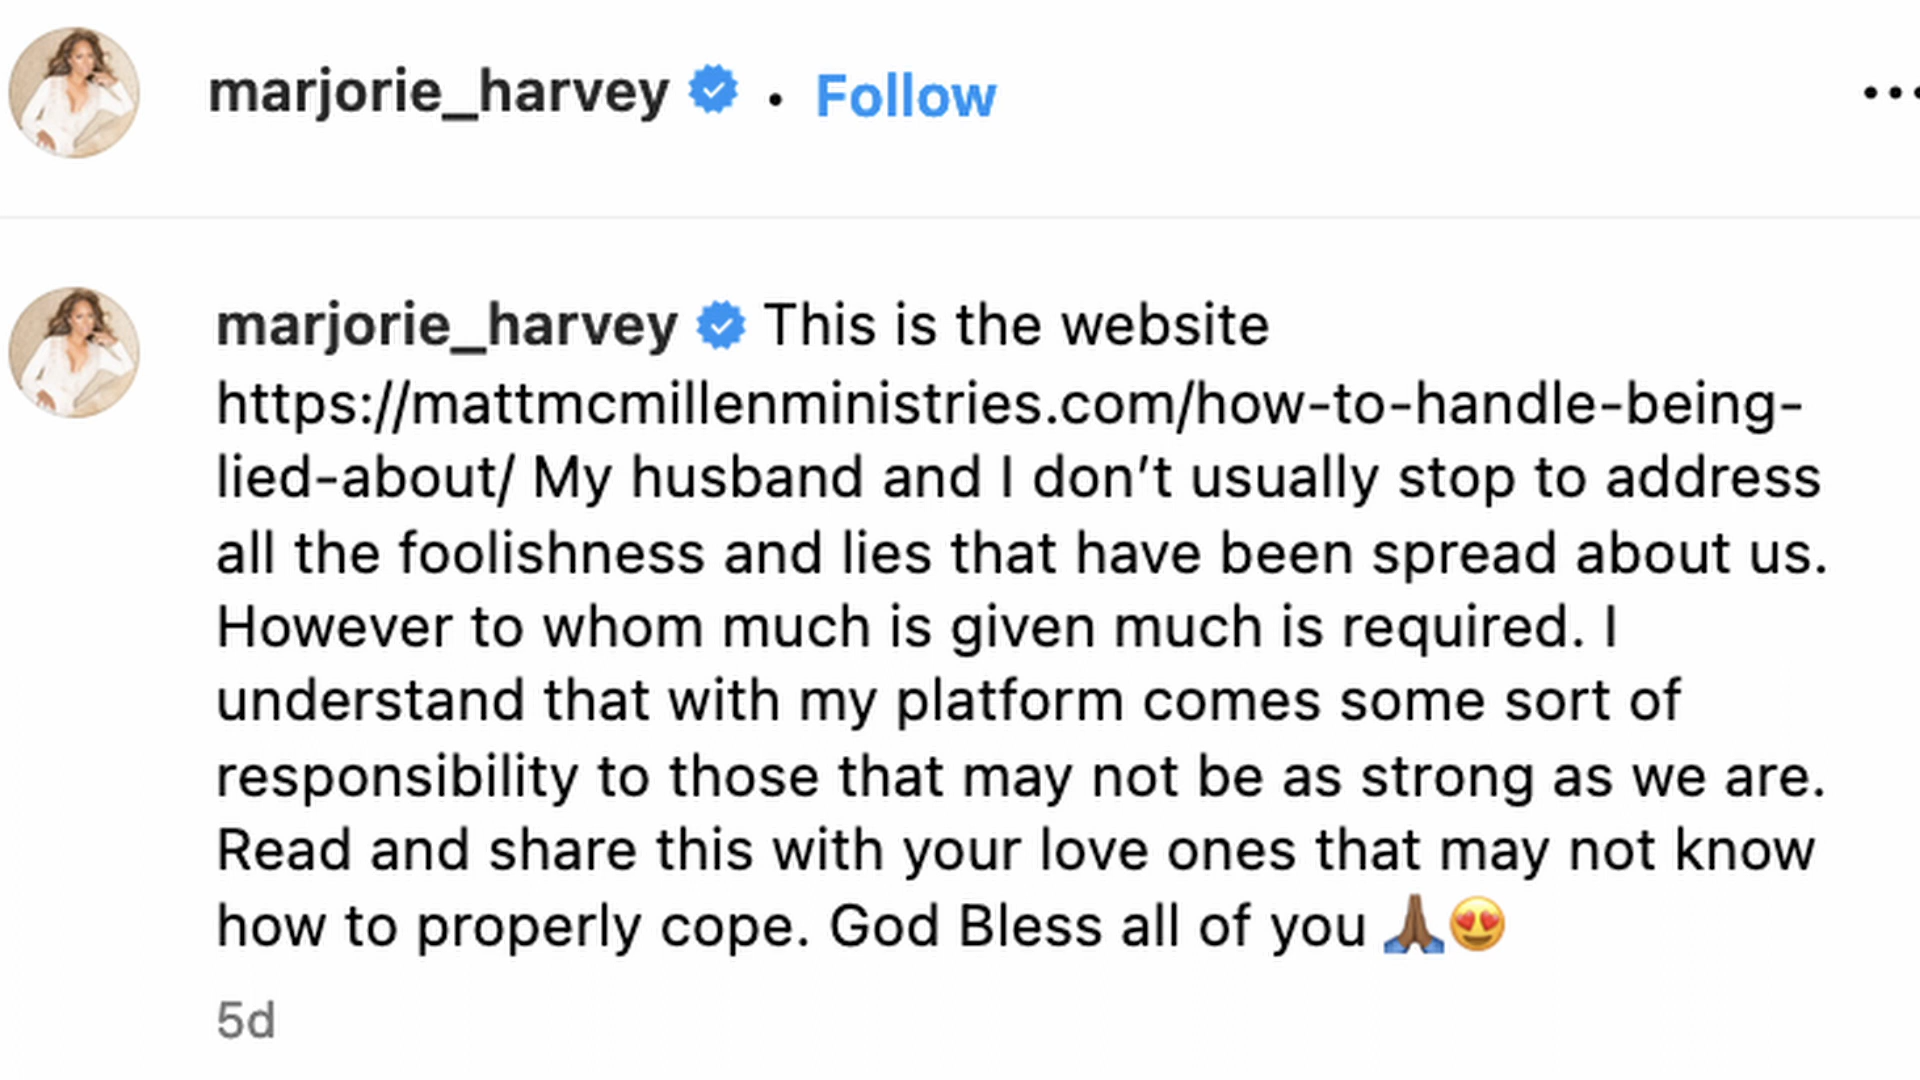 marjorie_harvey • Follow
marjorie_harvey This is the website
https://mattmcmillenministries.com/how-to-handle-being-
lied-about/ My husband and I don’t usually stop to address
all the foolishness and lies that have been spread about us.
However to whom much is given much is required. I
understand that with my platform comes some sort of
responsibility to those that may not be as strong as we are.
Read and share this with your love ones that may not know
how to properly cope. God Bless all of you 🙏🏾😍
5d